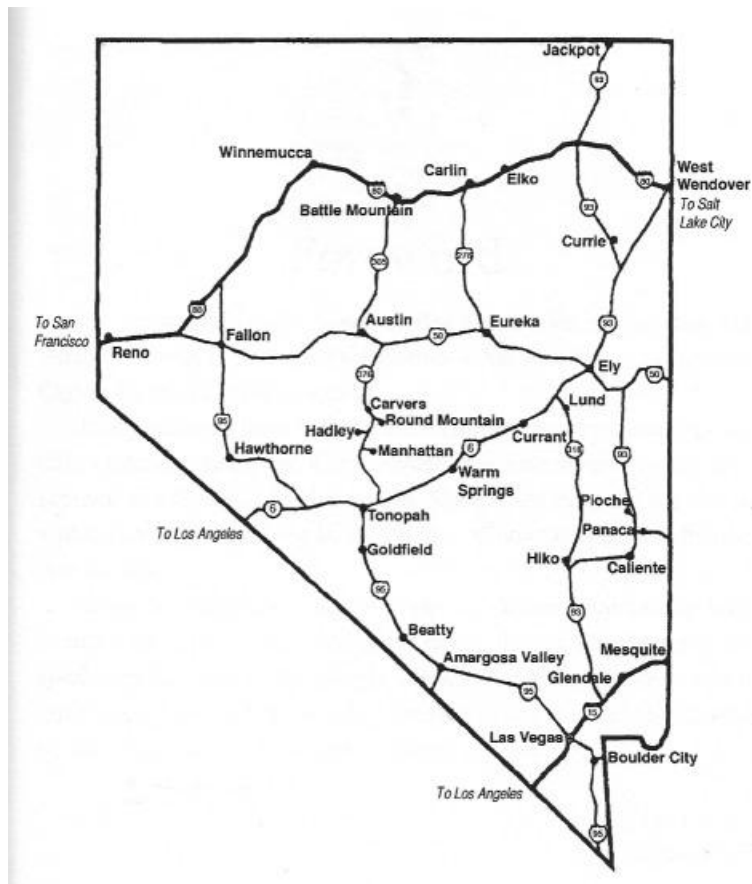 Jackpot
93
Winnemucca
Carlin
Elko
West
Wendover
80
80
Battle Mountain
93
To Salt
Lake City
Currie
305
278
80
To San
Francisco
Reno
Fallon
Austin
50
Eureka
93
Ely
50
376
Carvers
Round Mountain
Lund
95
Hadley
Currant
Hawthorne
Manhattan
6
318
93
Warm
Springs
Pioche
6
Tonopah
To Los Angeles
Panaca
Goldfield
Hiko
Caliente
95
93
Beatty
Mesquite
Amargosa Valley
Glendale
95
15
Las Vegas
Boulder City
To Los Angeles
95